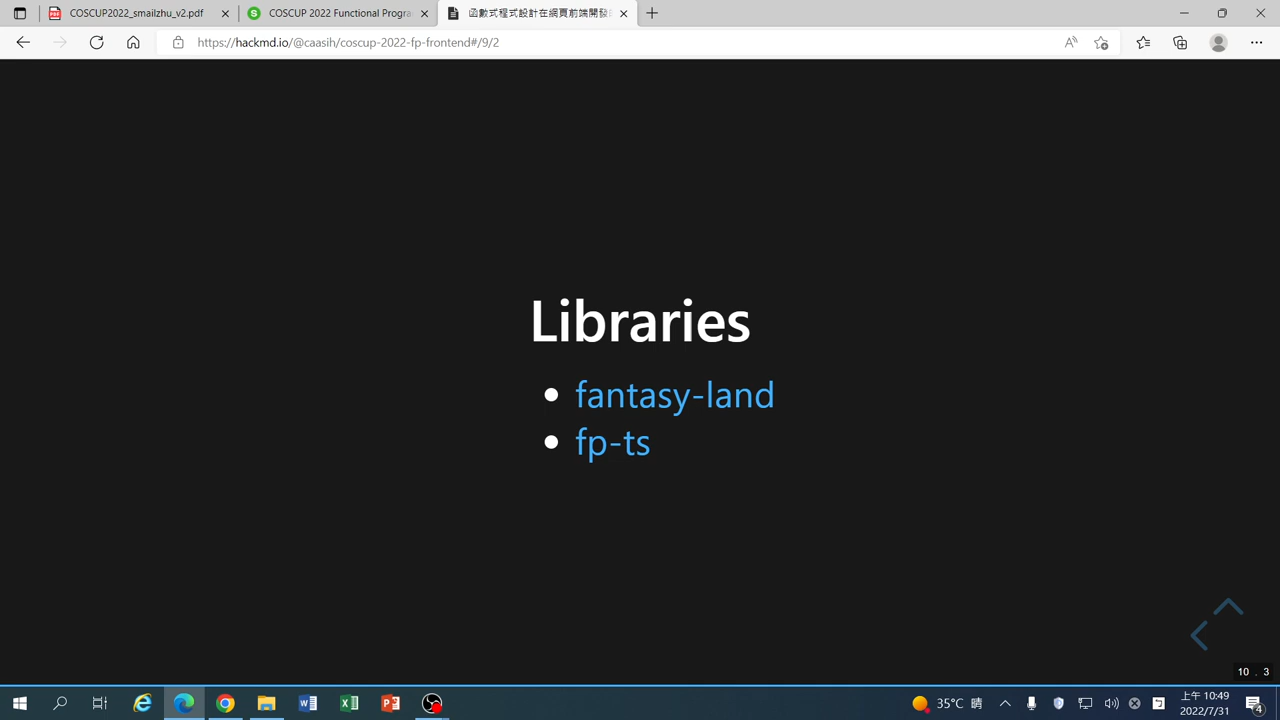 COSCUP2022_smailzhu_v2.pdf
COSCUP 2022 Functional Progra
函數式程式設計在網頁前端開發
https://hackmd.io/@caasih/coscup-2022-fp-frontend#/9/2
Libraries
fantasy-land
fp-ts
10 . 3
35°C 晴
上午 10:49
2022/7/31
4